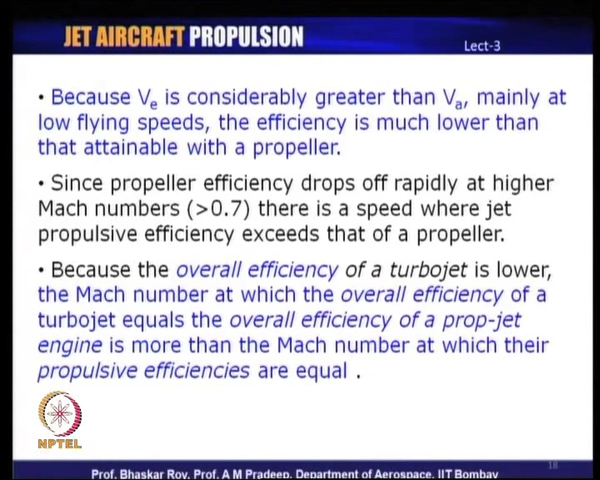 JET AIRCRAFT PROPULSION
Lect-3
• Because Ve is considerably greater than Va, mainly at
low flying speeds, the efficiency is much lower than
that attainable with a propeller.
• Since propeller efficiency drops off rapidly at higher
Mach numbers (>0.7) there is a speed where jet
propulsive efficiency exceeds that of a propeller.
• Because the overall efficiency of a turbojet is lower,
the Mach number at which the overall efficiency of a
turbojet equals the overall efficiency of a prop-jet
engine is more than the Mach number at which their
propulsive efficiencies are equal .
NPTEL
18
Prof. Bhaskar Roy, Prof. A M Pradeep, Department of Aerospace, IIT Bombay